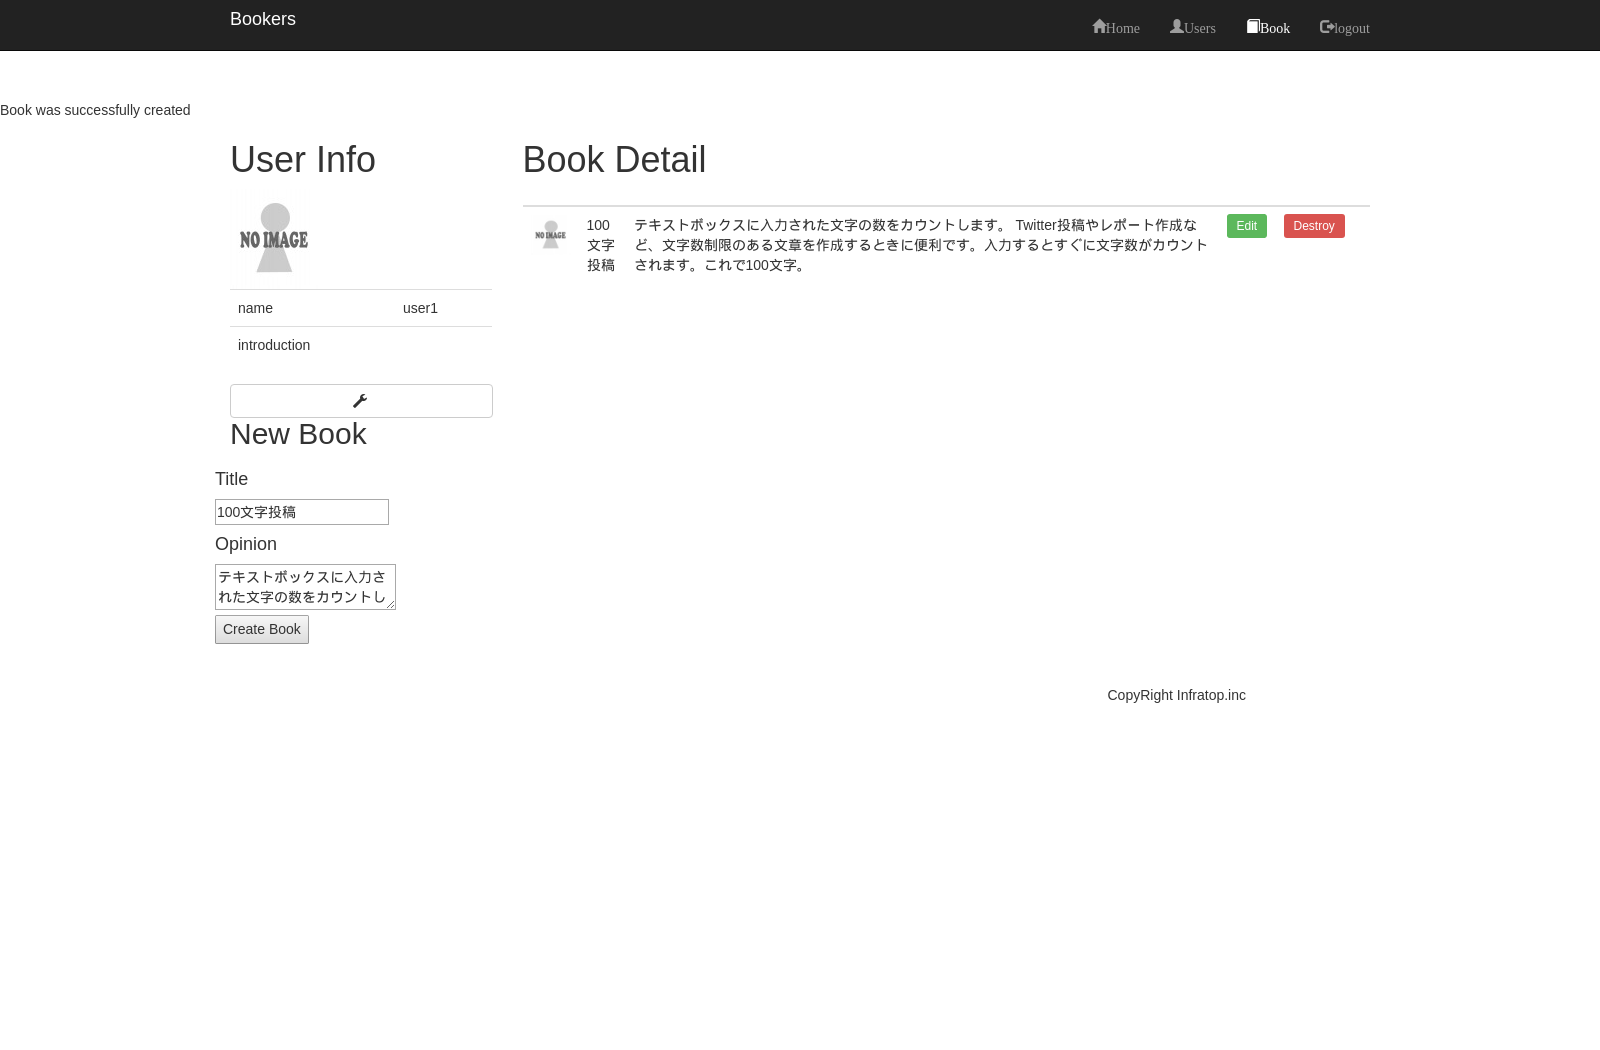 Bookers
Home Users Book logout
Book was successfully created
User Info
NO IMAGE
name user1
introduction
New Book
Title
100文字投稿
Opinion
テキストボックスに入力さ
れた文字の数をカウントし
Create Book
Book Detail
NO IMAGE
100
文字
投稿
テキストボックスに入力された文字の数をカウントします。 Twitter投稿やレポート作成な
ど、文字数制限のある文章を作成するときに便利です。入力するとすぐに文字数がカウント
されます。これで100文字。
Edit Destroy
CopyRight Infratop.inc